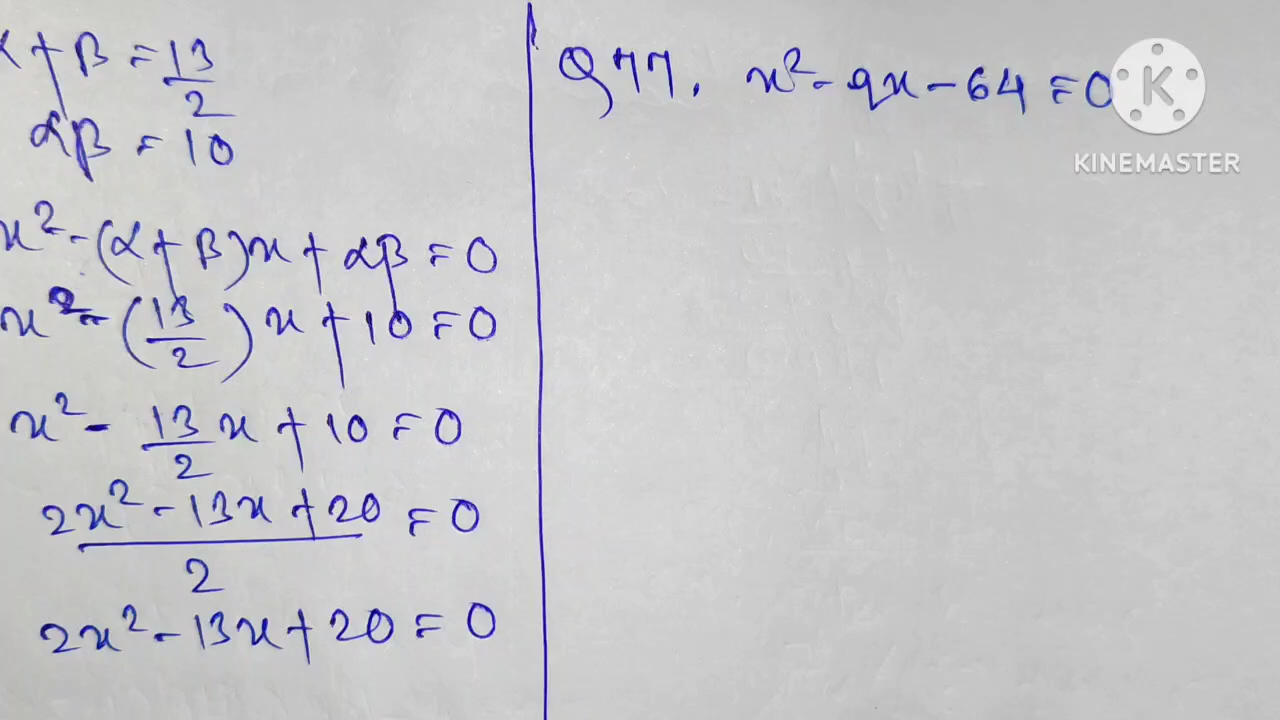 α + β = 13/2
αβ = 10
x² - (α + β)x + αβ = 0
x² - (13/2)x + 10 = 0
x² - 13/2 x + 10 = 0
2x² - 13x + 20 / 2 = 0
2x² - 13x + 20 = 0
Q 77. x² - 9x - 64 = 0
K
KINEMASTER